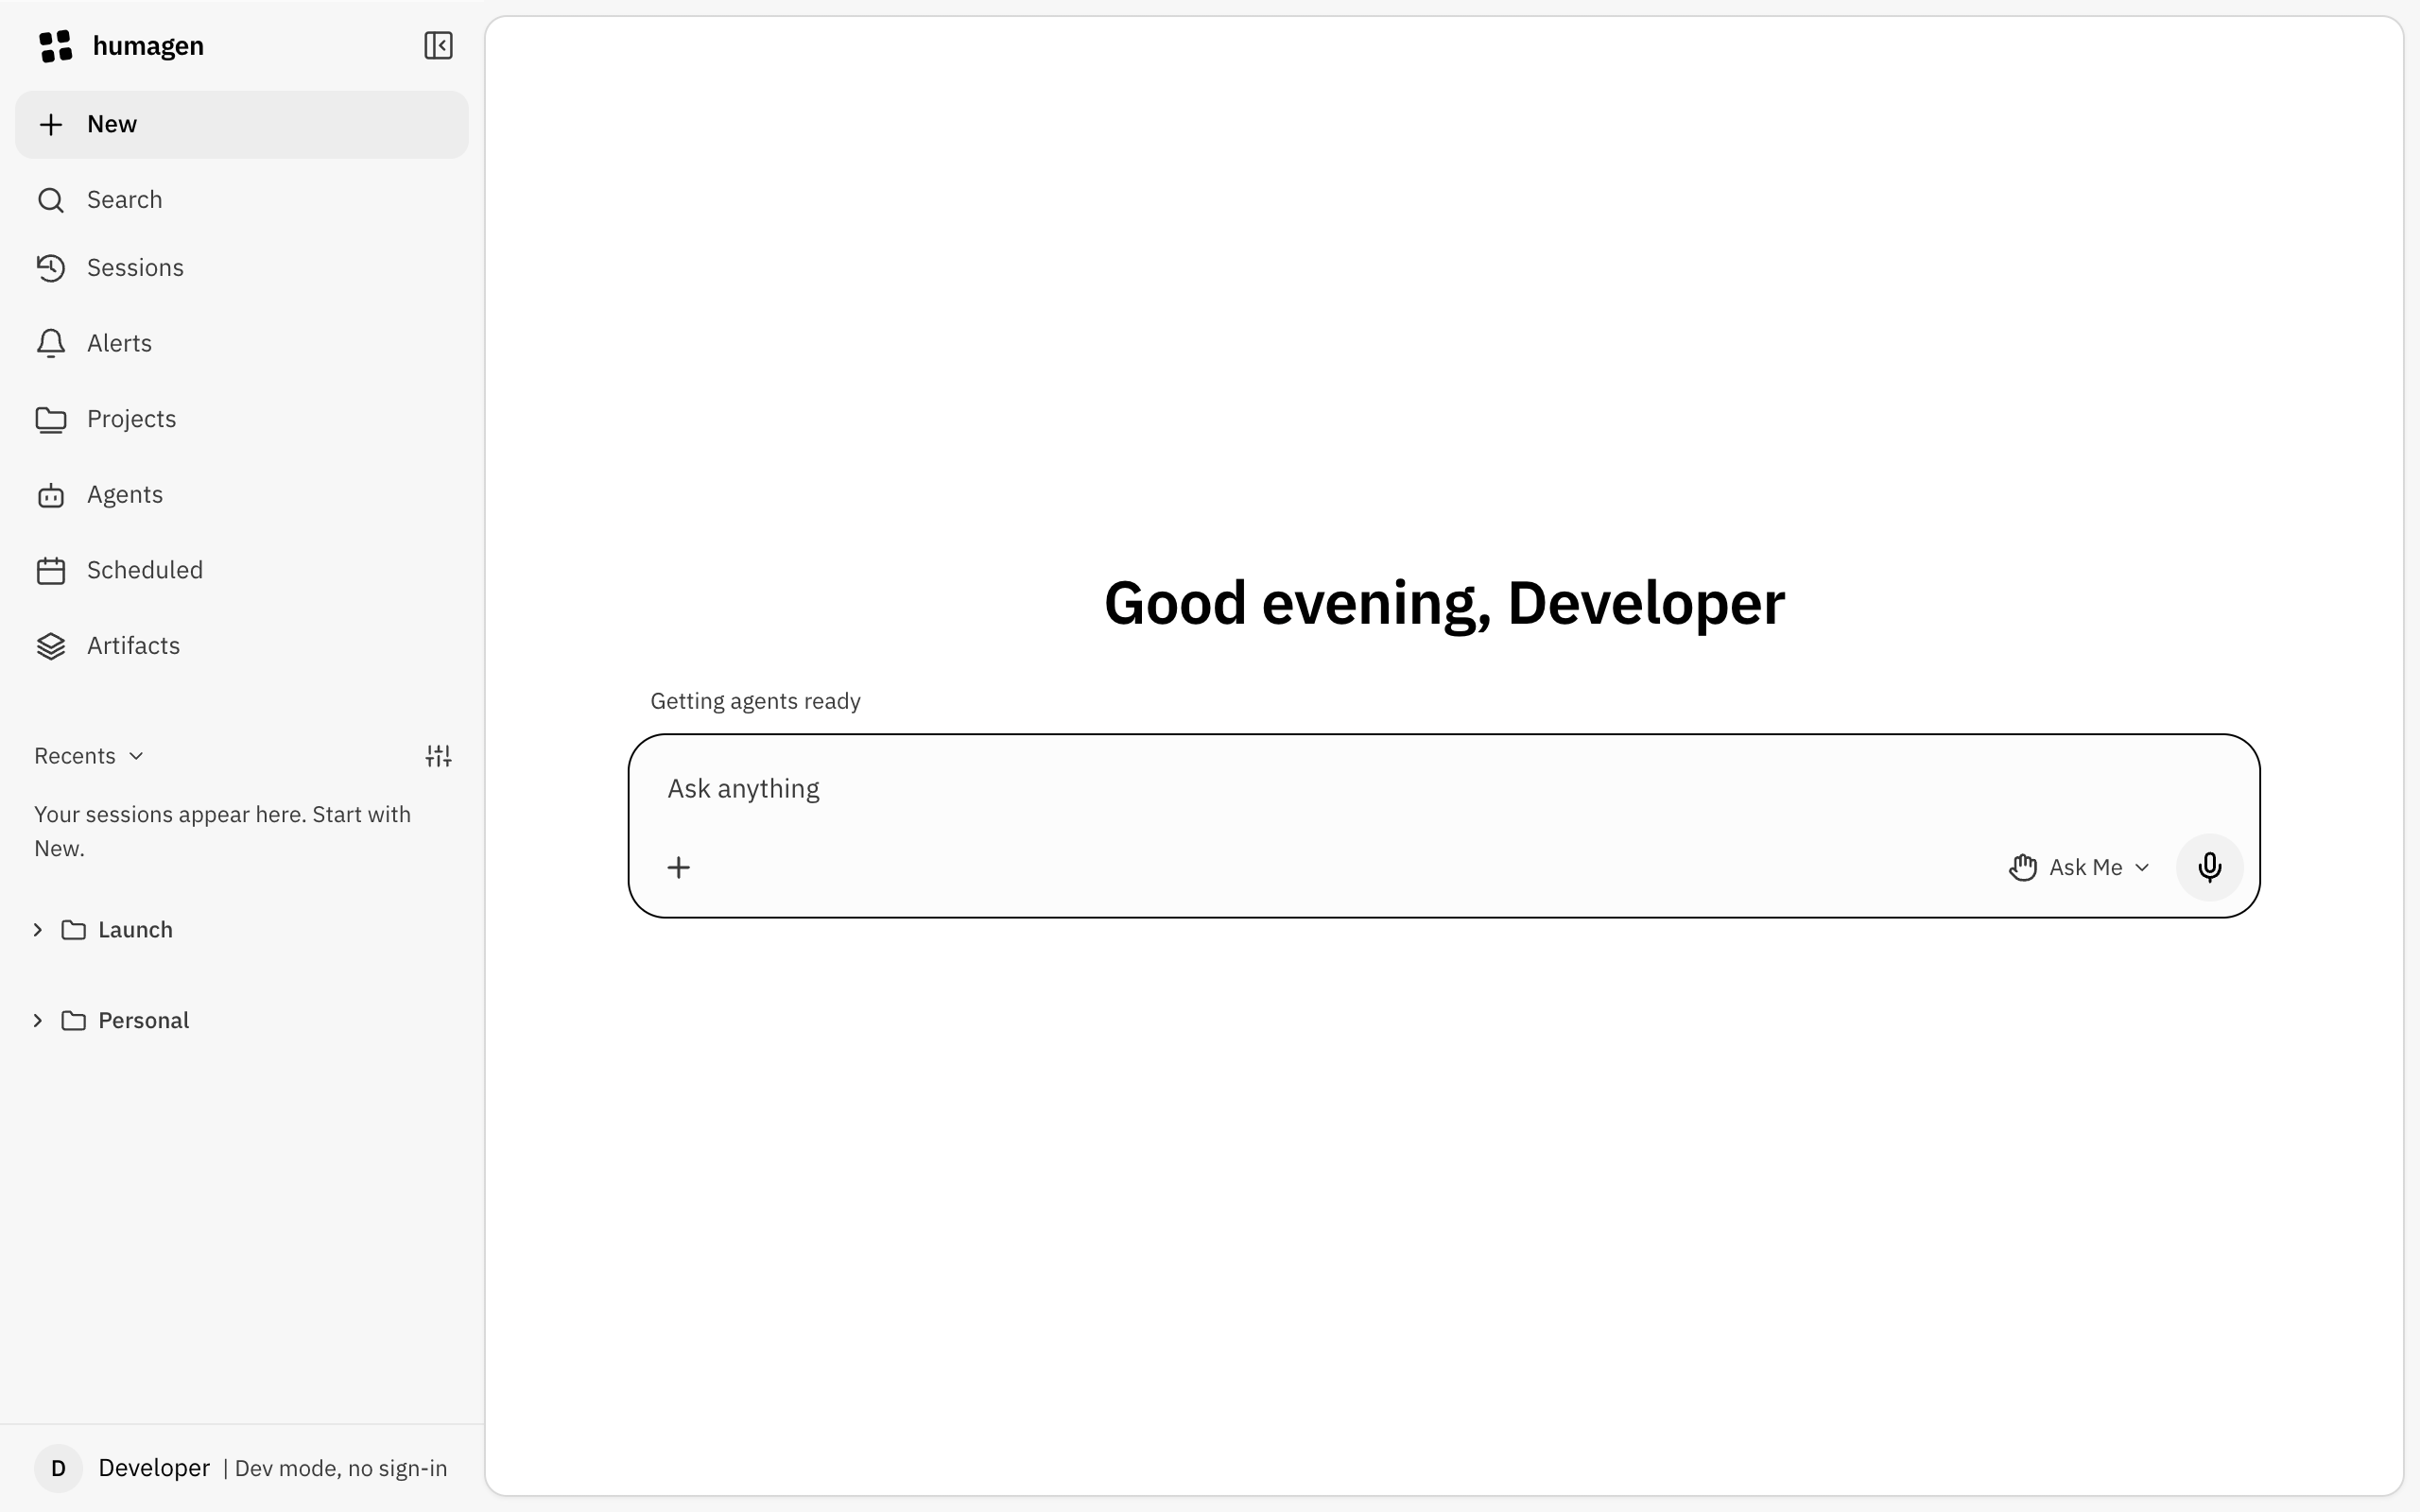 humagen
New
Search
Sessions
Alerts
Projects
Agents
Scheduled
Artifacts
Recents
Your sessions appear here. Start with
New.
Launch
Personal
D Developer | Dev mode, no sign-in
Good evening, Developer
Getting agents ready
Ask anything
Ask Me